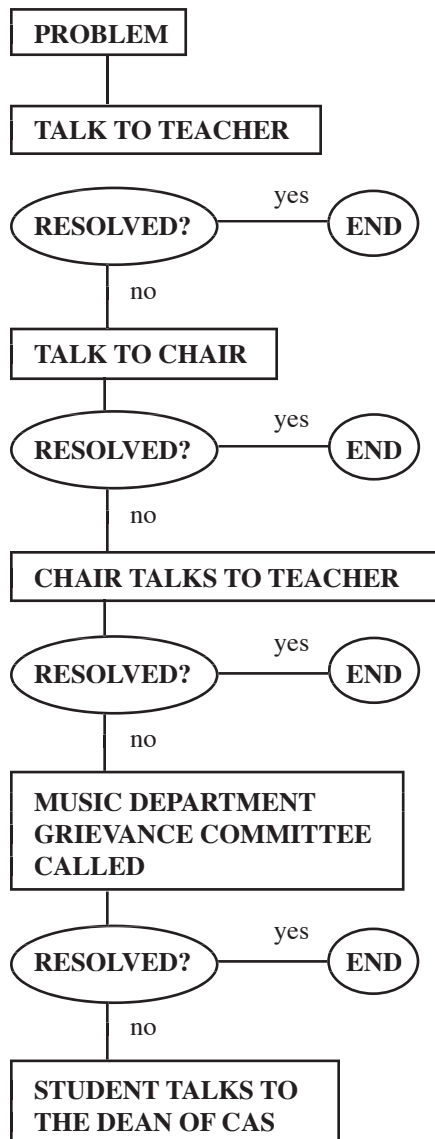 PROBLEM
TALK TO TEACHER
RESOLVED?
yes
END
no
TALK TO CHAIR
RESOLVED?
yes
END
no
CHAIR TALKS TO TEACHER
RESOLVED?
yes
END
no
MUSIC DEPARTMENT
GRIEVANCE COMMITTEE
CALLED
RESOLVED?
yes
END
no
STUDENT TALKS TO
THE DEAN OF CAS